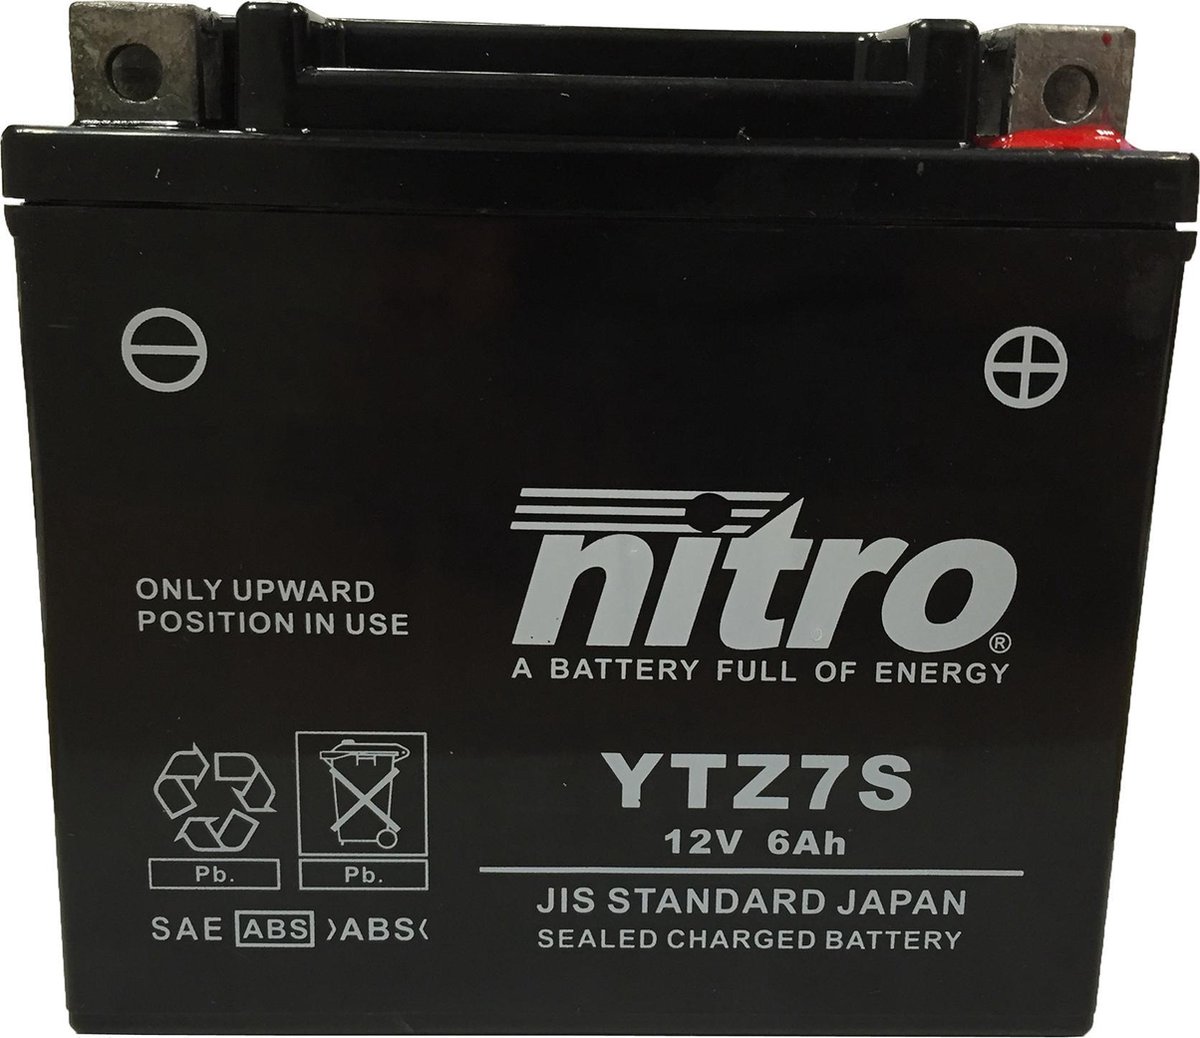 ONLY UPWARD
POSITION IN USE
nitro®
A BATTERY FULL OF ENERGY
YTZ7S
12V 6Ah
JIS STANDARD JAPAN
SEALED CHARGED BATTERY
Pb. Pb.
SAE ABS >ABS<